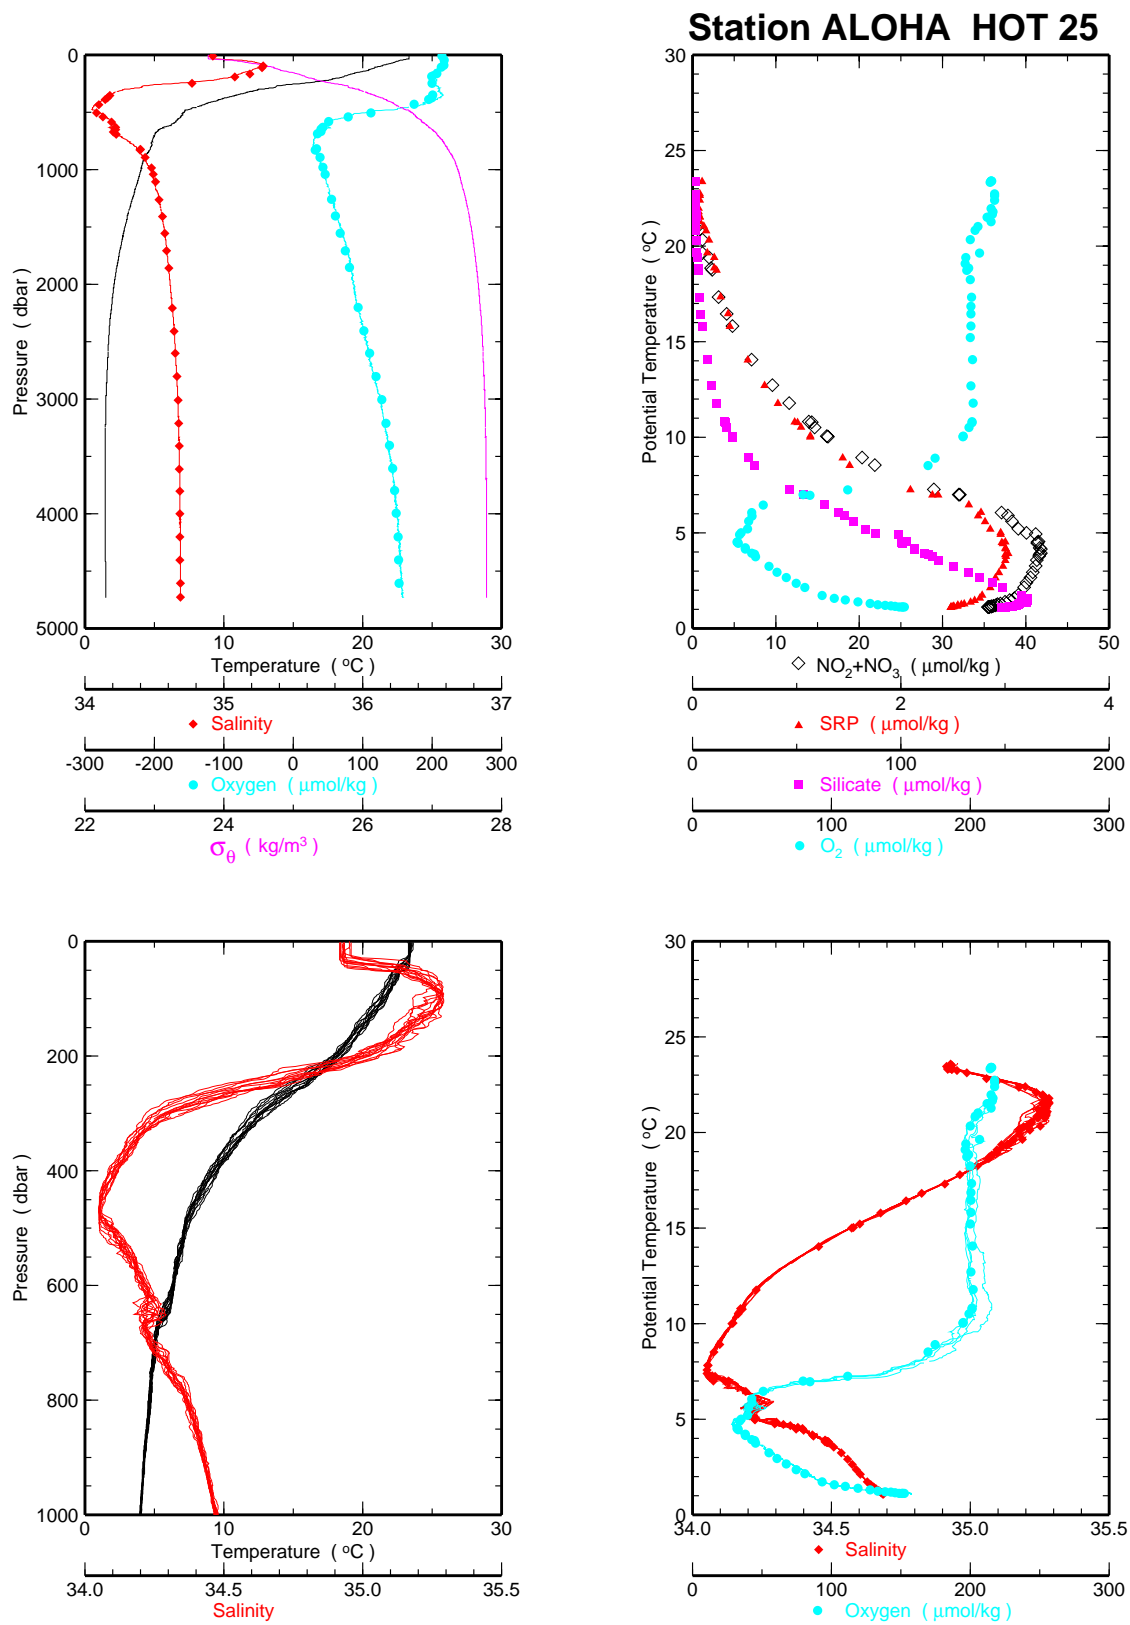 Station ALOHA HOT 25
0
1000
2000
3000
4000
5000
Pressure ( dbar)
0 10 20 30
Temperature ( °C)
34 35 36 37
Salinity
-300 -200 -100 0 100 200 300
Oxygen ( μmol/kg )
22 24 26 28
σθ ( kg/m³)
30
25
20
15
10
5
0
Potential Temperature ( °C)
0 10 20 30 40 50
NO₂+NO₃ ( μmol/kg)
0 2 4
SRP ( μmol/kg )
0 100 200
Silicate ( μmol/kg )
0 100 200 300
O₂ ( μmol/kg)
0
200
400
600
800
1000
Pressure ( dbar)
0 10 20 30
Temperature ( °C)
34.0 34.5 35.0 35.5
Salinity
30
25
20
15
10
5
0
Potential Temperature ( °C)
34.0 34.5 35.0 35.5
Salinity
0 100 200 300
Oxygen ( μmol/kg)